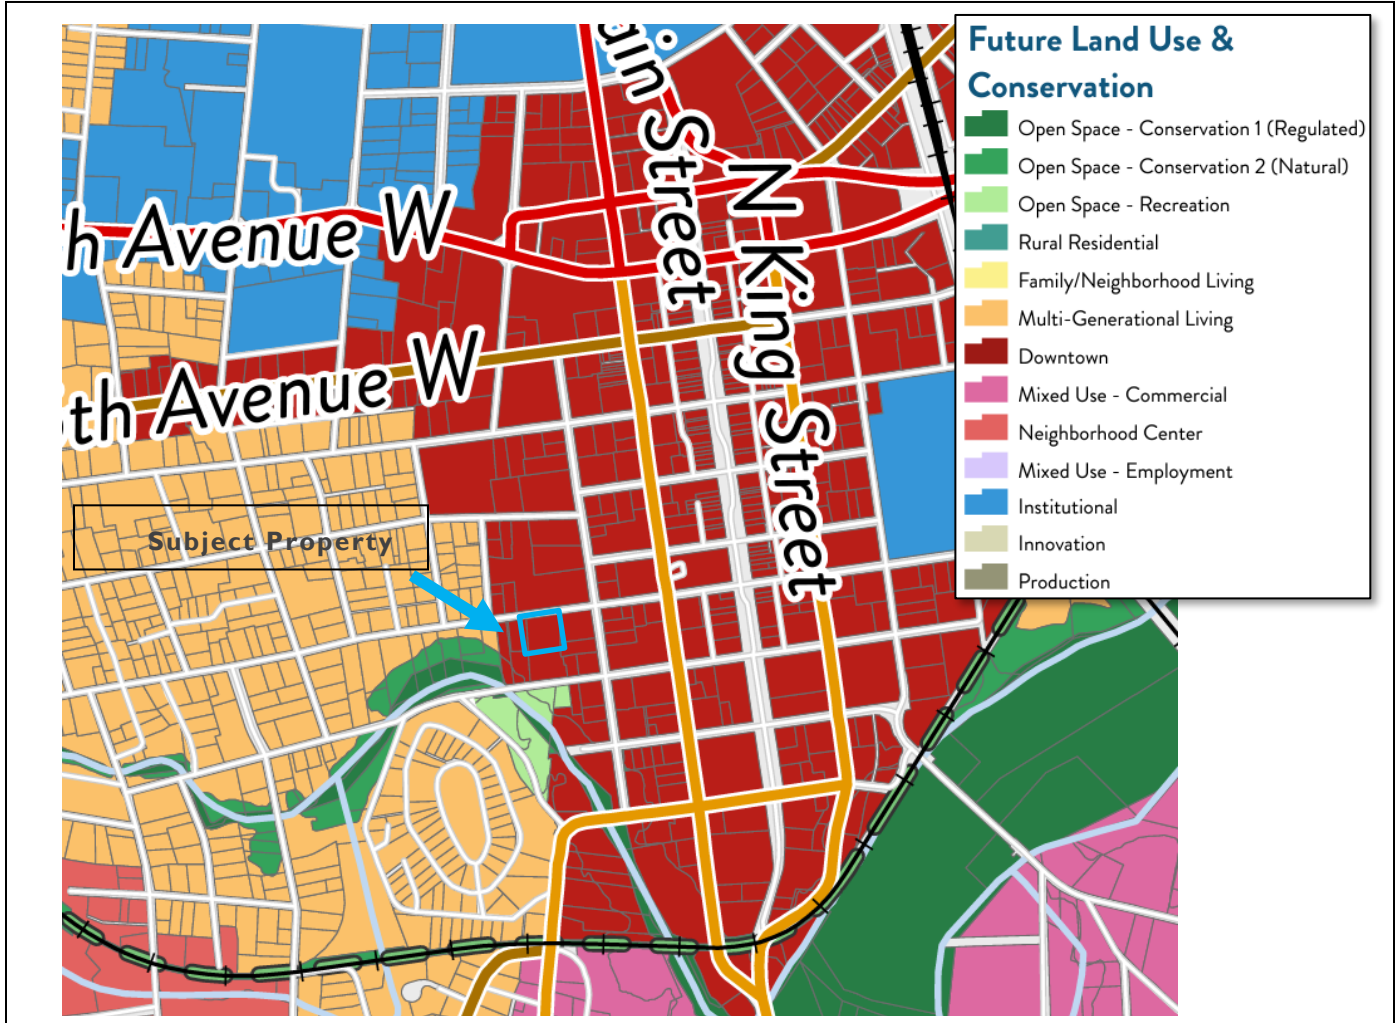 ain Street
N King Street
h Avenue W
th Avenue W
Subject Property
Future Land Use &
Conservation
Open Space - Conservation 1 (Regulated)
Open Space - Conservation 2 (Natural)
Open Space - Recreation
Rural Residential
Family/Neighborhood Living
Multi-Generational Living
Downtown
Mixed Use - Commercial
Neighborhood Center
Mixed Use - Employment
Institutional
Innovation
Production